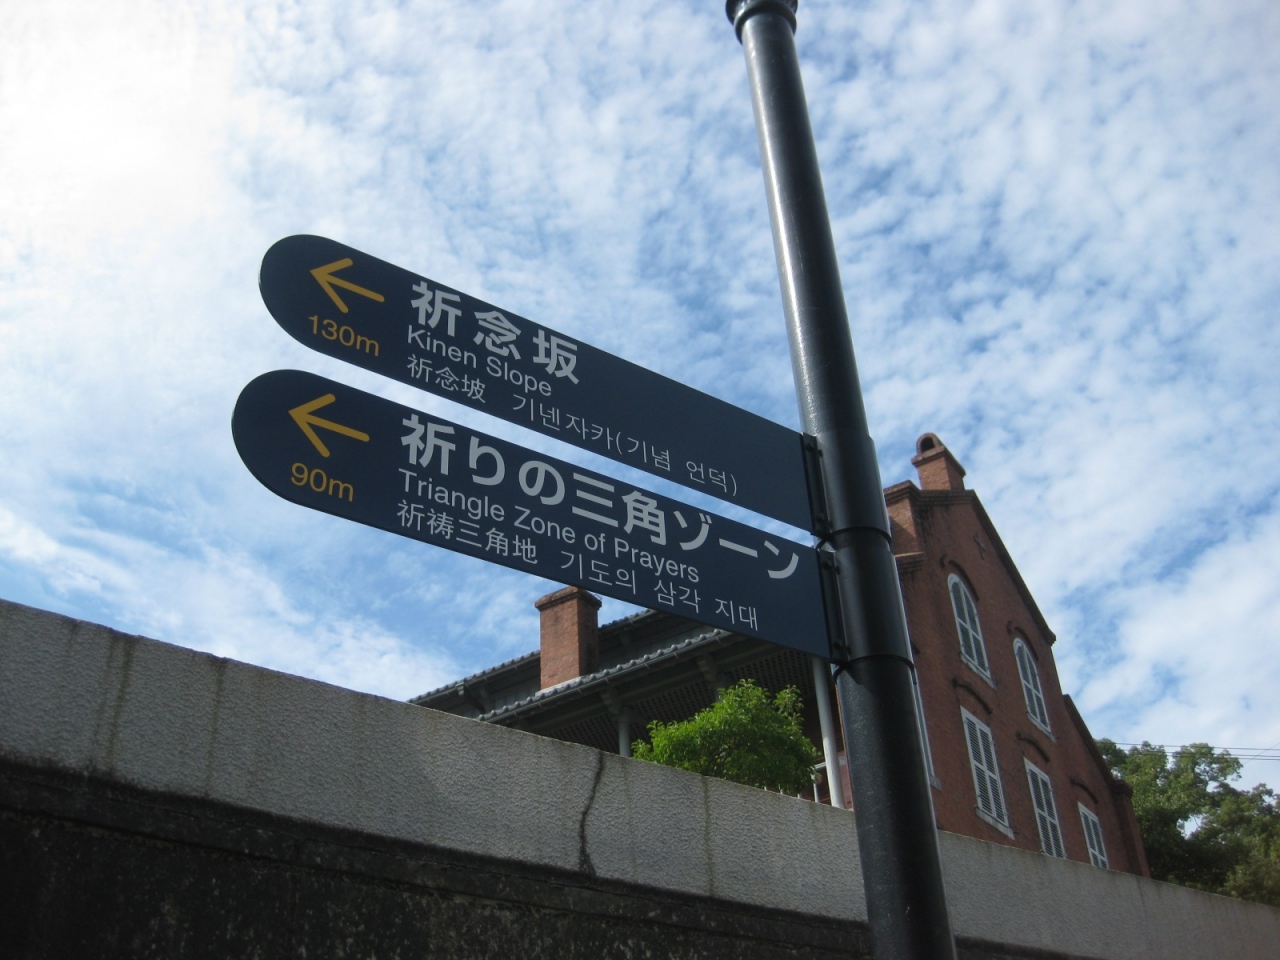 130m
祈念坂
Kinen Slope
祈念坡 기넨자카(기념 언덕)
90m
祈りの三角ゾーン
Triangle Zone of Prayers
祈祷三角地 기도의 삼각 지대